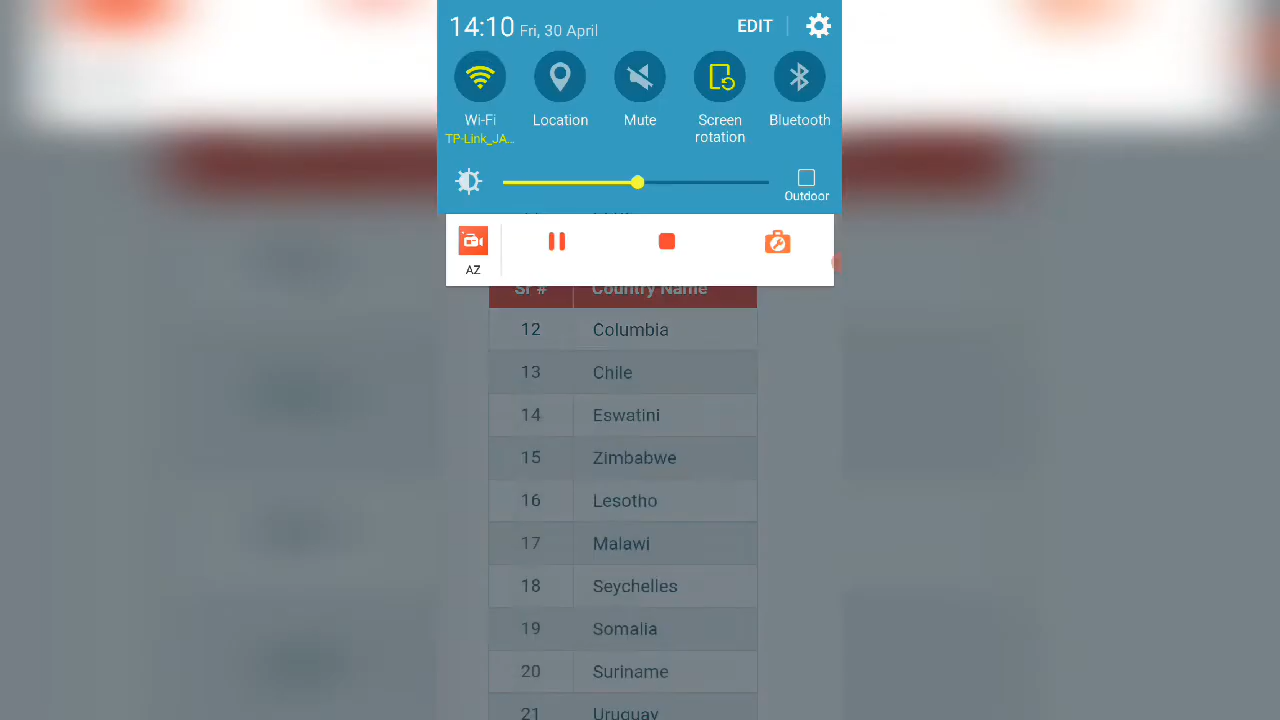 14:10 Fri, 30 April EDIT
Wi-Fi Location Mute Screen rotation Bluetooth
TP-Link_JA...
Outdoor
AZ
Sr # Country Name
12 Columbia
13 Chile
14 Eswatini
15 Zimbabwe
16 Lesotho
17 Malawi
18 Seychelles
19 Somalia
20 Suriname
21 Uruguay